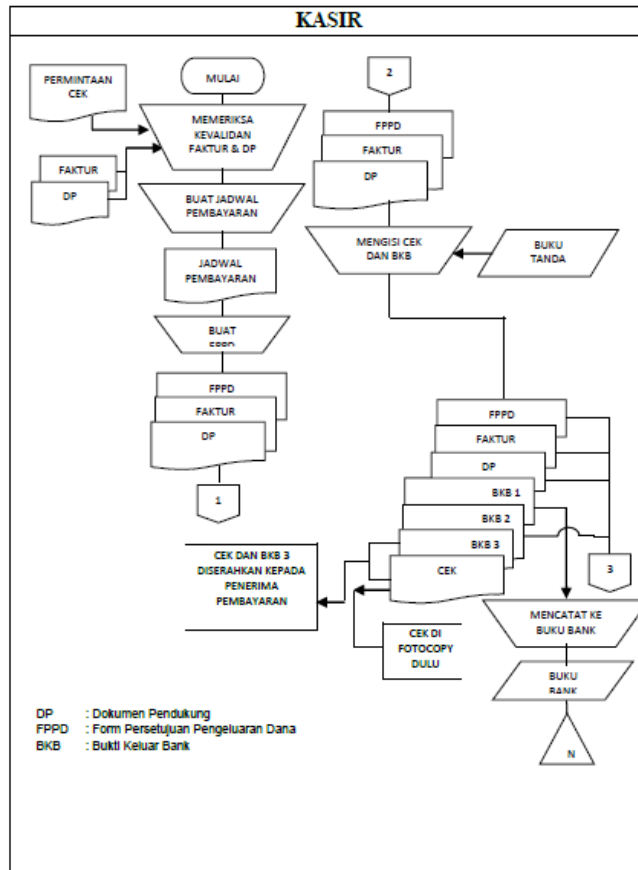 KASIR
MULAI
PERMINTAAN
CEK
MEMERIKSA
KEVALIDAN
FAKTUR & DP
FAKTUR
DP
BUAT JADWAL
PEMBAYARAN
JADWAL
PEMBAYARAN
BUAT
FPPD
FAKTUR
DP
1
2
FPPD
FAKTUR
DP
MENGISI CEK
DAN BKB
BUKU
TANDA
FPPD
FAKTUR
DP
BKB 1
BKB 2
BKB 3
CEK
3
CEK DAN BKB 3
DISERAHKAN KEPADA
PENERIMA
PEMBAYARAN
CEK DI
FOTOCOPY
DULU
MENCATAT KE
BUKU BANK
BUKU
BANK
N
DP : Dokumen Pendukung
FPPD : Form Persetujuan Pengeluaran Dana
BKB : Bukti Keluar Bank